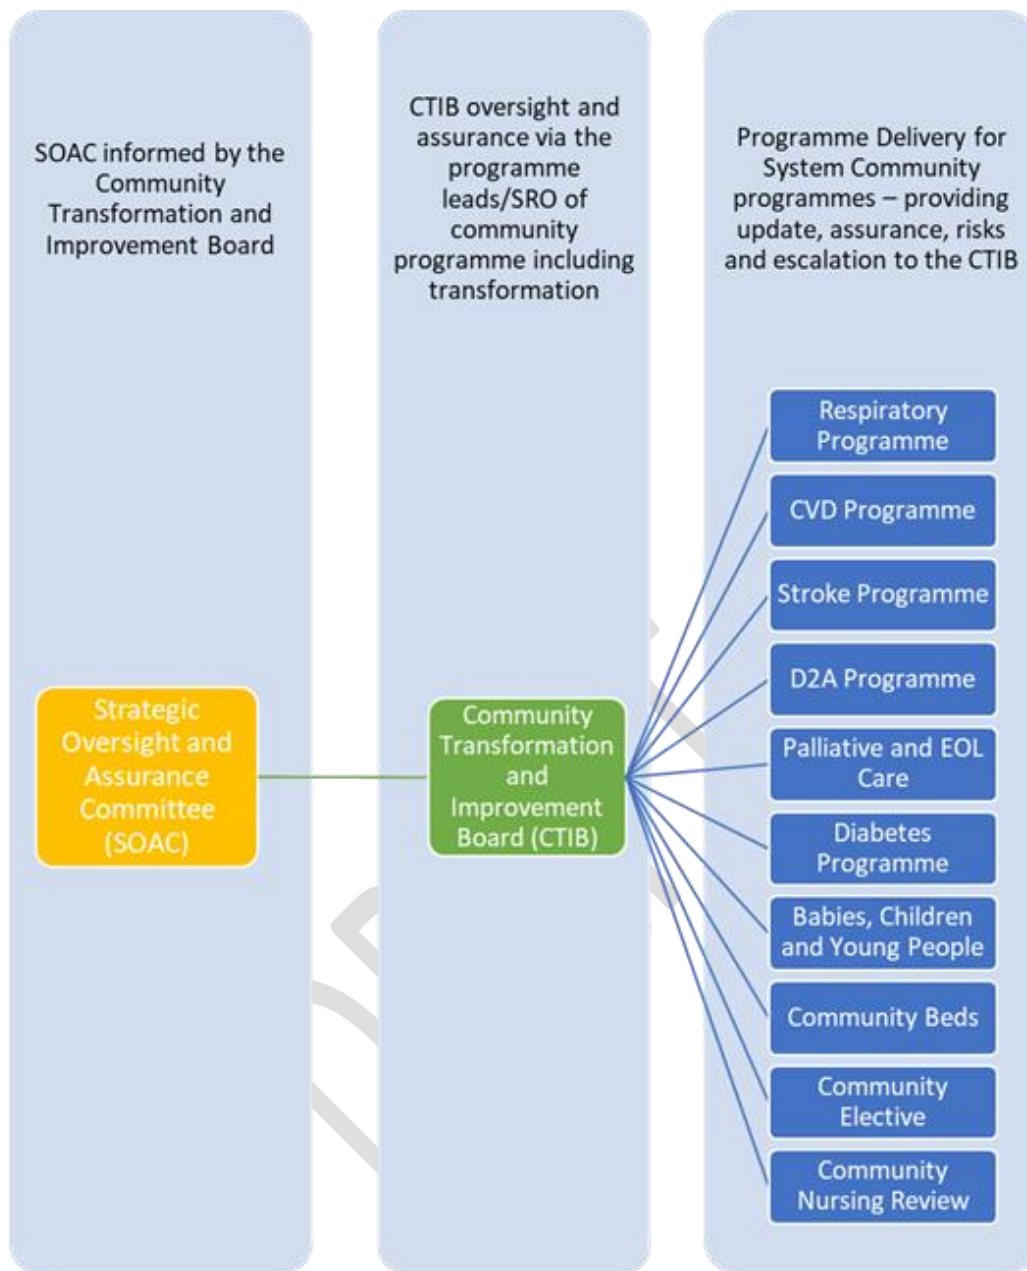 SOAC informed by the
Community
Transformation and
Improvement Board
CTIB oversight and
assurance via the
programme
leads/SRO of
community
programme including
transformation
Programme Delivery for
System Community
programmes – providing
update, assurance, risks
and escalation to the CTIB
Strategic
Oversight and
Assurance
Committee
(SOAC)
Community
Transformation
and
Improvement
Board (CTIB)
Respiratory
Programme
CVD Programme
Stroke Programme
D2A Programme
Palliative and EOL
Care
Diabetes
Programme
Babies, Children
and Young People
Community Beds
Community
Elective
Community
Nursing Review